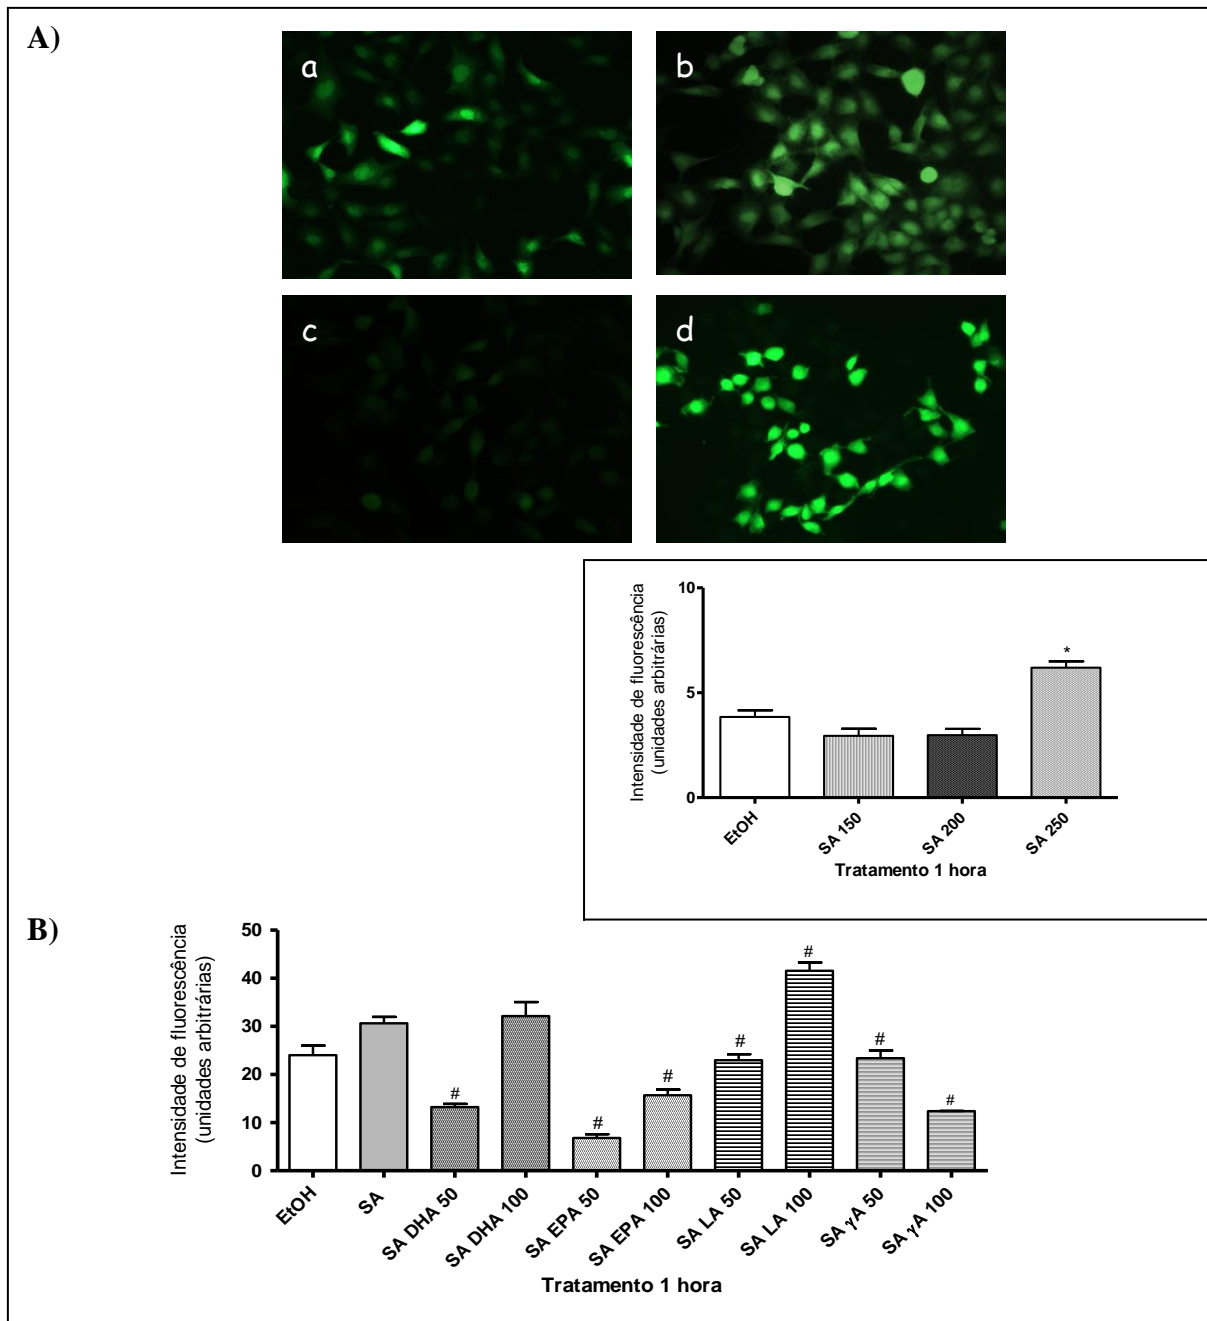 A)
a
b
c
d
Intensidade de fluorescência
(unidades arbitrárias)
10
5
0
*
EtOH
SA 150
SA 200
SA 250
Tratamento 1 hora
B)
Intensidade de fluorescência
(unidades arbitrárias)
50
40
30
20
10
0
#
#
#
#
#
#
#
EtOH
SA
SA DHA 50
SA DHA 100
SA EPA 50
SA EPA 100
SA LA 50
SA LA 100
SA γA 50
SA γA 100
Tratamento 1 hora